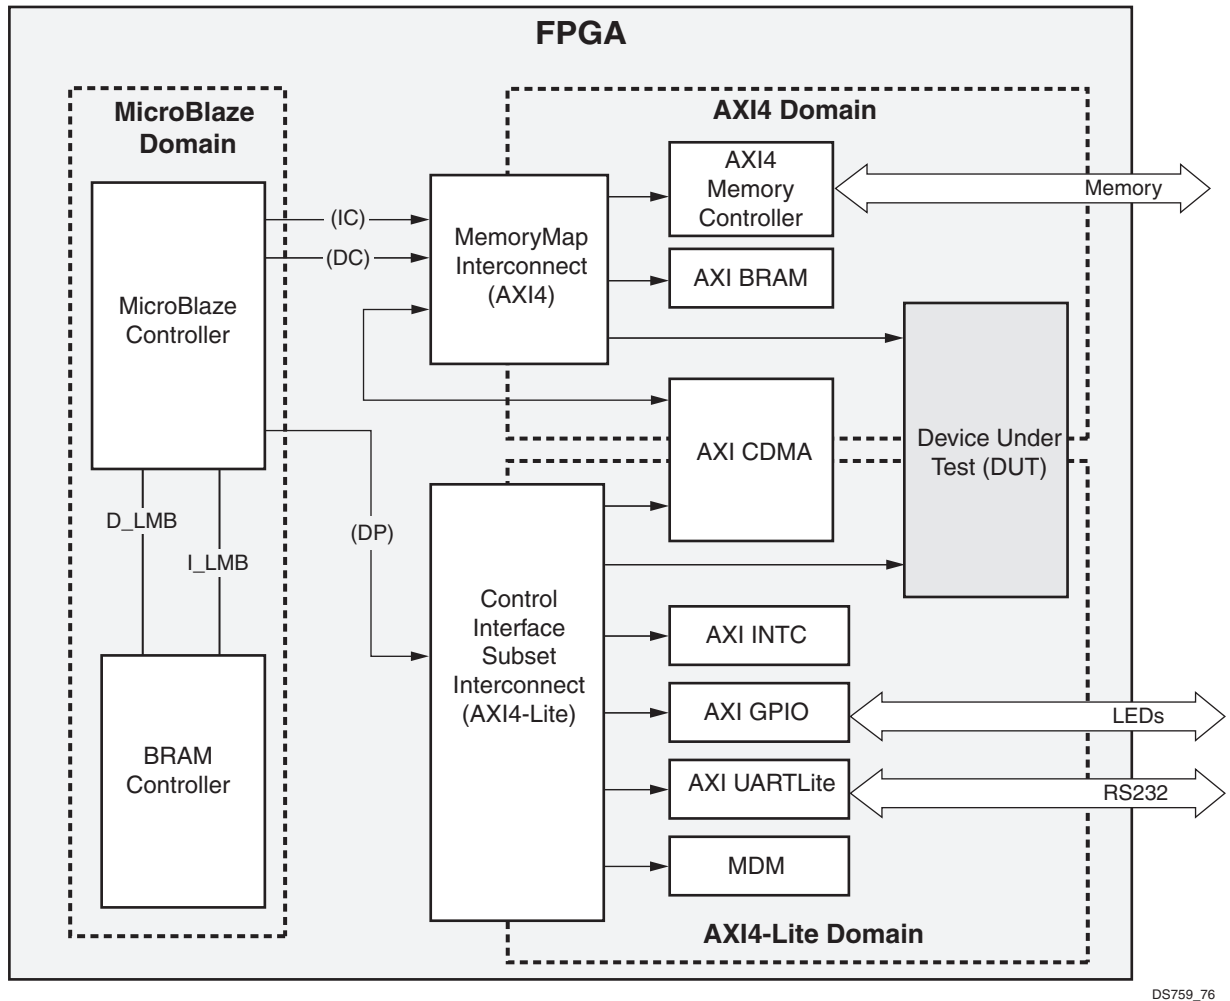 FPGA
MicroBlaze
Domain
AXI4 Domain
MicroBlaze
Controller
(IC)
(DC)
MemoryMap
Interconnect
(AXI4)
AXI4
Memory
Controller
Memory
AXI BRAM
AXI CDMA
Device Under
Test (DUT)
D_LMB
I_LMB
(DP)
BRAM
Controller
Control
Interface
Subset
Interconnect
(AXI4-Lite)
AXI INTC
AXI GPIO
LEDs
AXI UARTLite
RS232
MDM
AXI4-Lite Domain
DS759_76